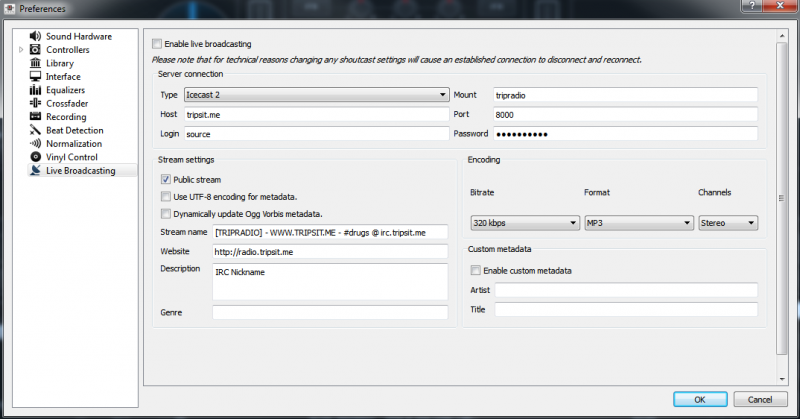 Preferences
Sound Hardware
Controllers
Library
Interface
Equalizers
Crossfader
Recording
Beat Detection
Normalization
Vinyl Control
Live Broadcasting
Enable live broadcasting
Please note that for technical reasons changing any shoutcast settings will cause an established connection to disconnect and reconnect.
Server connection
Type Icecast 2 Mount tripradio
Host tripsit.me Port 8000
Login source Password ●●●●●●●●●●
Stream settings
Public stream
Use UTF-8 encoding for metadata.
Dynamically update Ogg Vorbis metadata.
Stream name [TRIPRADIO] - WWW.TRIPSIT.ME - #drugs @ irc.tripsit.me
Website http://radio.tripsit.me
Description IRC Nickname
Genre
Encoding
Bitrate Format Channels
320 kbps MP3 Stereo
Custom metadata
Enable custom metadata
Artist
Title
OK Cancel